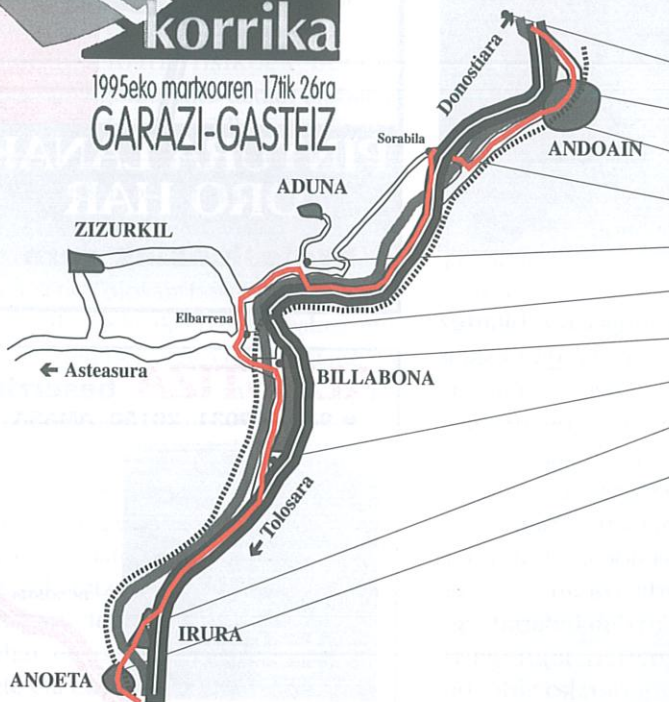 korrika
1995eko martxoaren 17tik 26ra
GARAZI-GASTEIZ
Donostiara
Sorabila
ANDOAIN
ADUNA
ZIZURKIL
Elbarrena
← Asteasura
BILLABONA
← Tolosara
IRURA
ANOETA